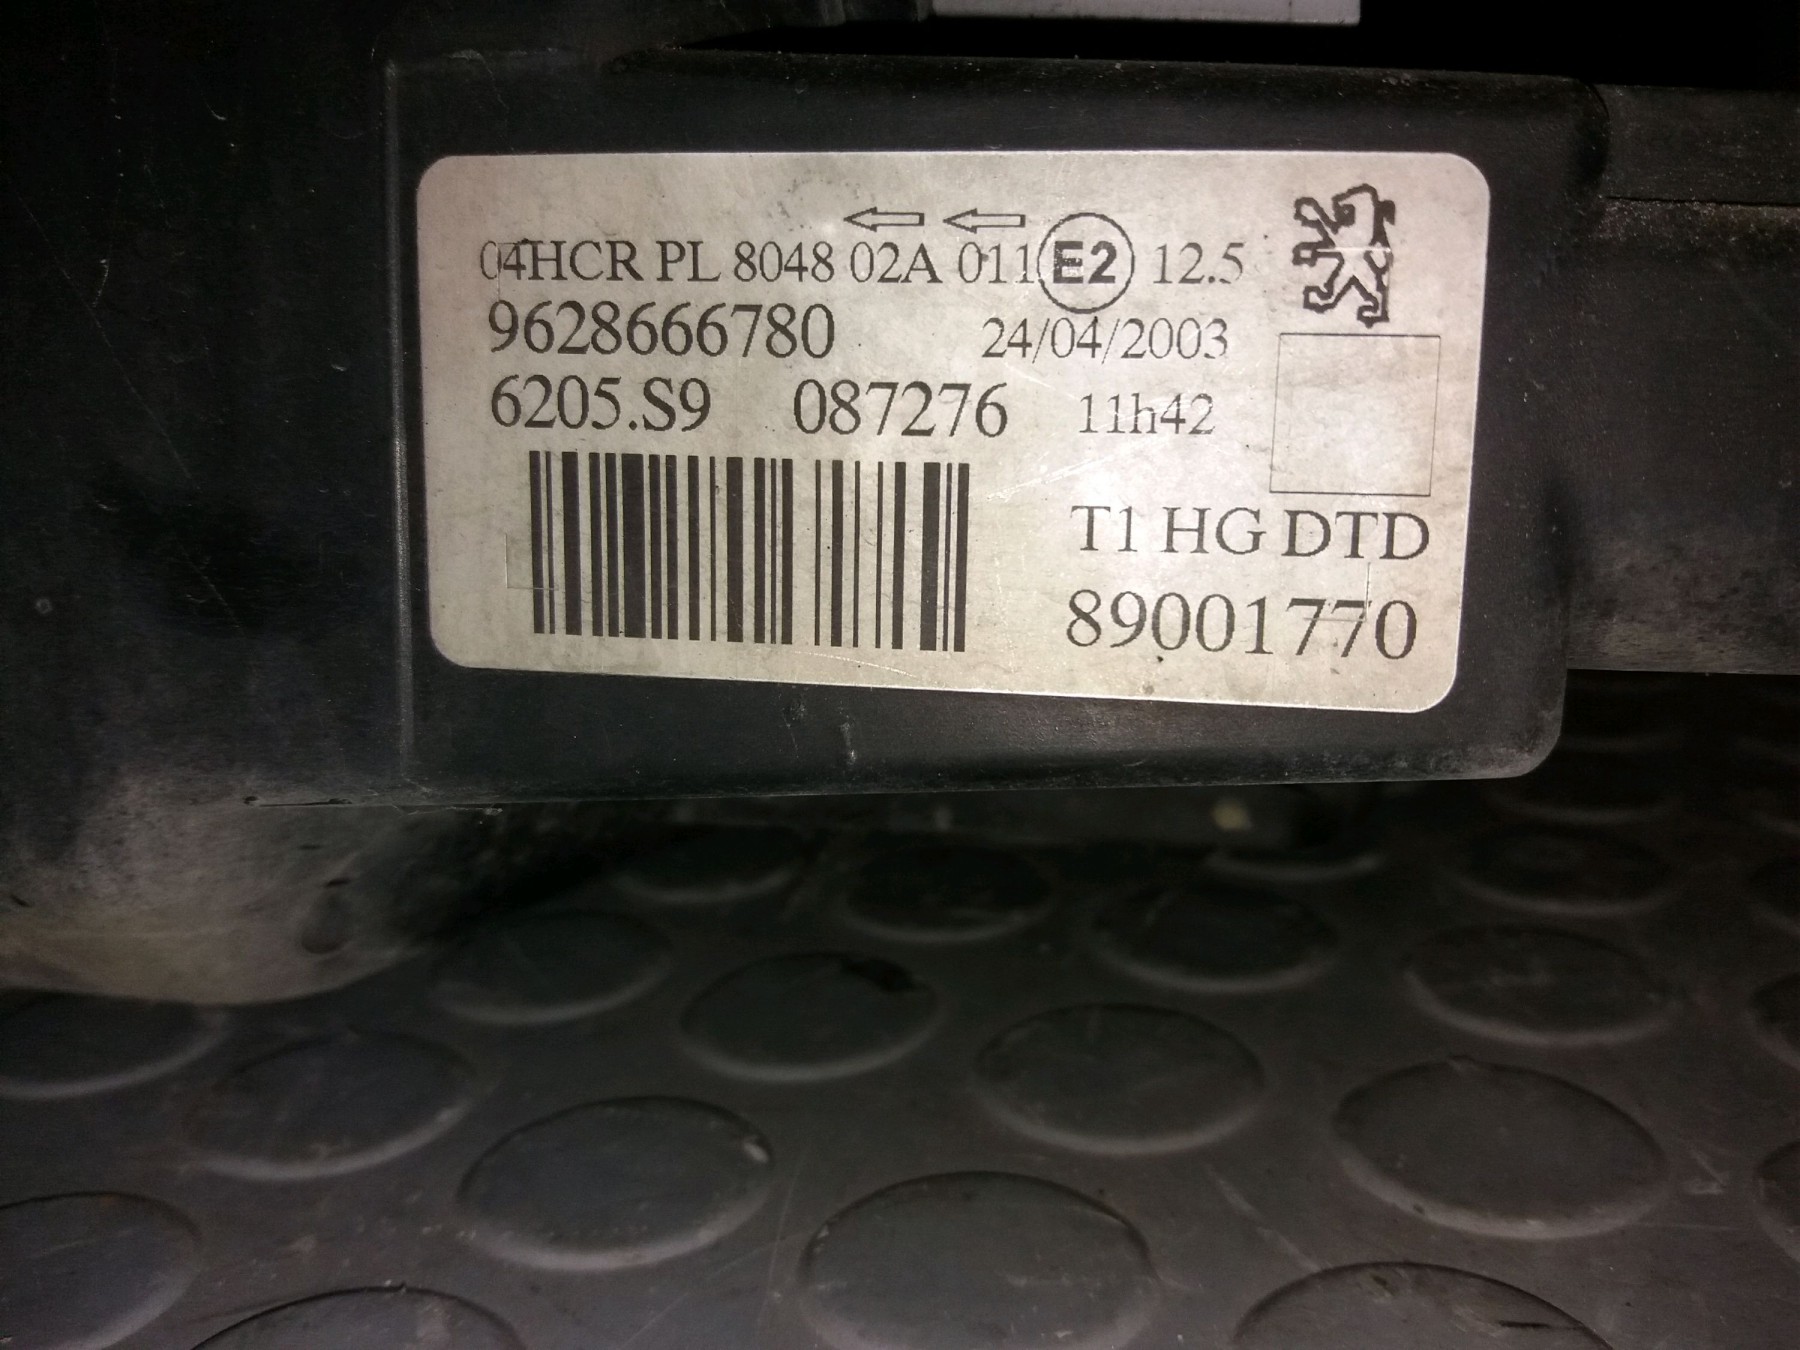 04HCR PL 8048 02A 011 E2 12.5
9628666780 24/04/2003
6205.S9 087276 11h42
T1 HG DTD
89001770